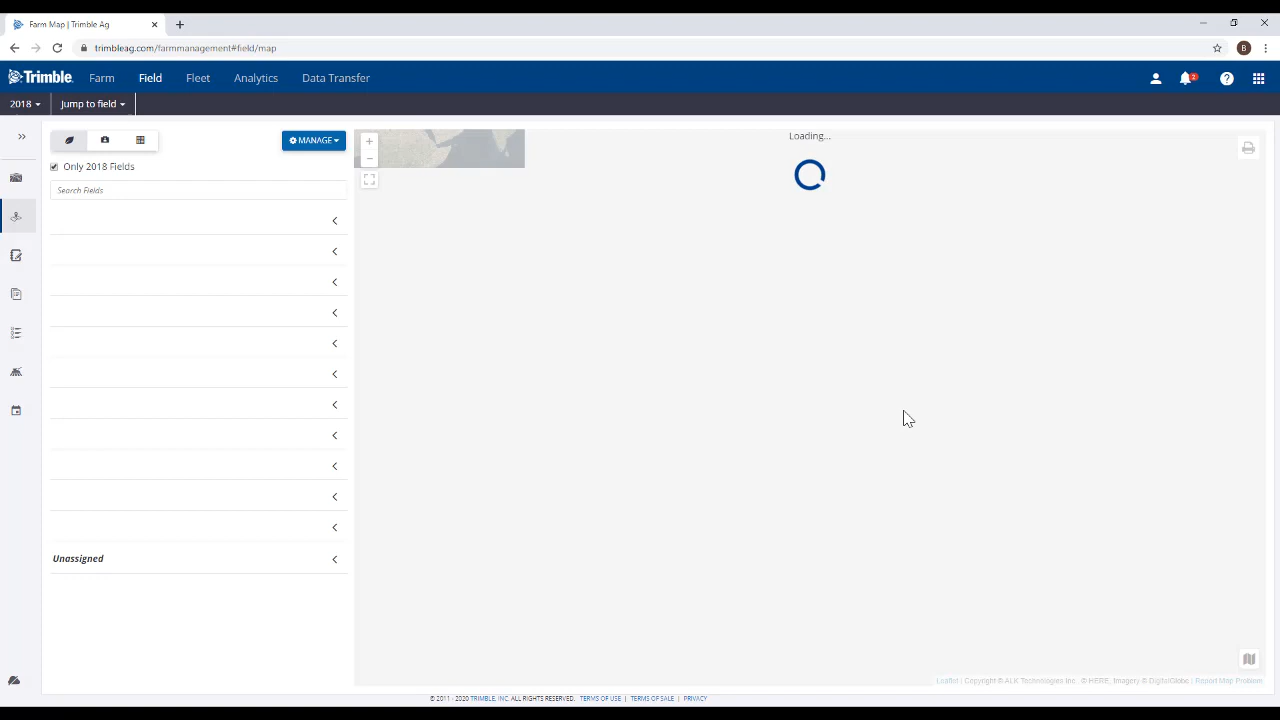 Farm Map | Trimble Ag
trimbleag.com/farmmanagement#field/map
B
Trimble. Farm Field Fleet Analytics Data Transfer
2
2018 Jump to field
MANAGE
Loading...
Only 2018 Fields
Search Fields
Unassigned
Leaflet | Copyright © ALK Technologies Inc. © HERE, Imagery © DigitalGlobe | Report Map Problem
© 2011 - 2020 TRIMBLE, INC. ALL RIGHTS RESERVED. TERMS OF USE | TERMS OF SALE | PRIVACY